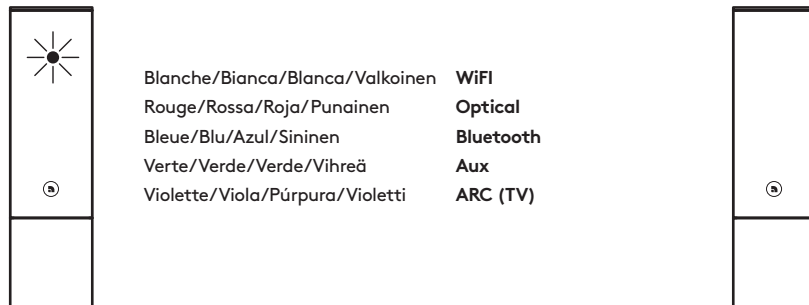 Blanche/Bianca/Blanca/Valkoinen WiFI
Rouge/Rossa/Roja/Punainen Optical
Bleue/Blu/Azul/Sininen Bluetooth
Verte/Verde/Verde/Vihreä Aux
Violette/Viola/Púrpura/Violetti ARC (TV)